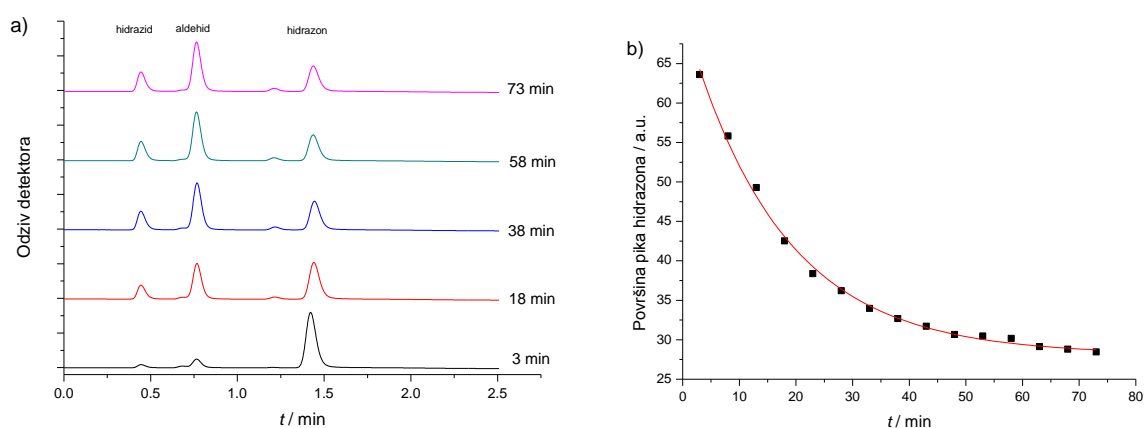 a)
hidrazid aldehid hidrazon
73 min
58 min
38 min
18 min
3 min
Odziv detektora
0.0 0.5 1.0 1.5 2.0 2.5
t / min
b)
65
60
55
50
45
40
35
30
25
Površina pika hidrazona / a.u.
0 10 20 30 40 50 60 70 80
t / min